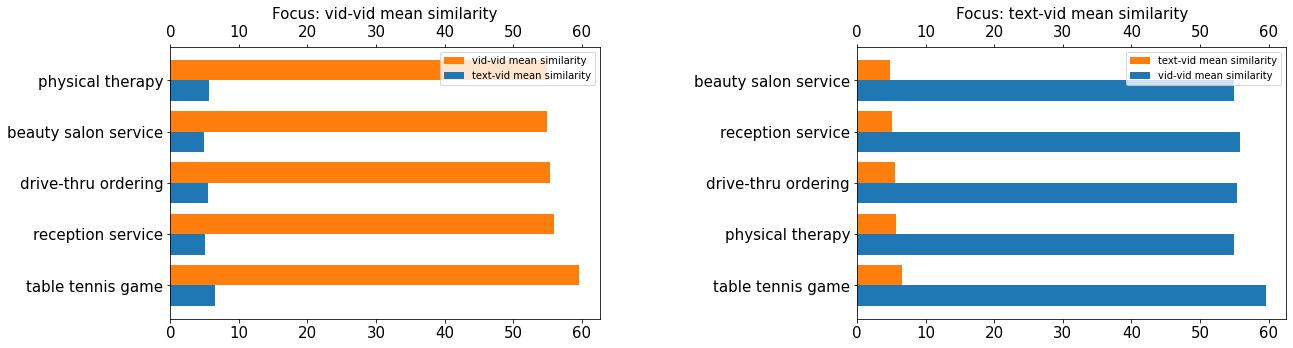 Focus: vid-vid mean similarity
0 10 20 30 40 50 60
vid-vid mean similarity
text-vid mean similarity
physical therapy
beauty salon service
drive-thru ordering
reception service
table tennis game
0 10 20 30 40 50 60
Focus: text-vid mean similarity
0 10 20 30 40 50 60
text-vid mean similarity
vid-vid mean similarity
beauty salon service
reception service
drive-thru ordering
physical therapy
table tennis game
0 10 20 30 40 50 60